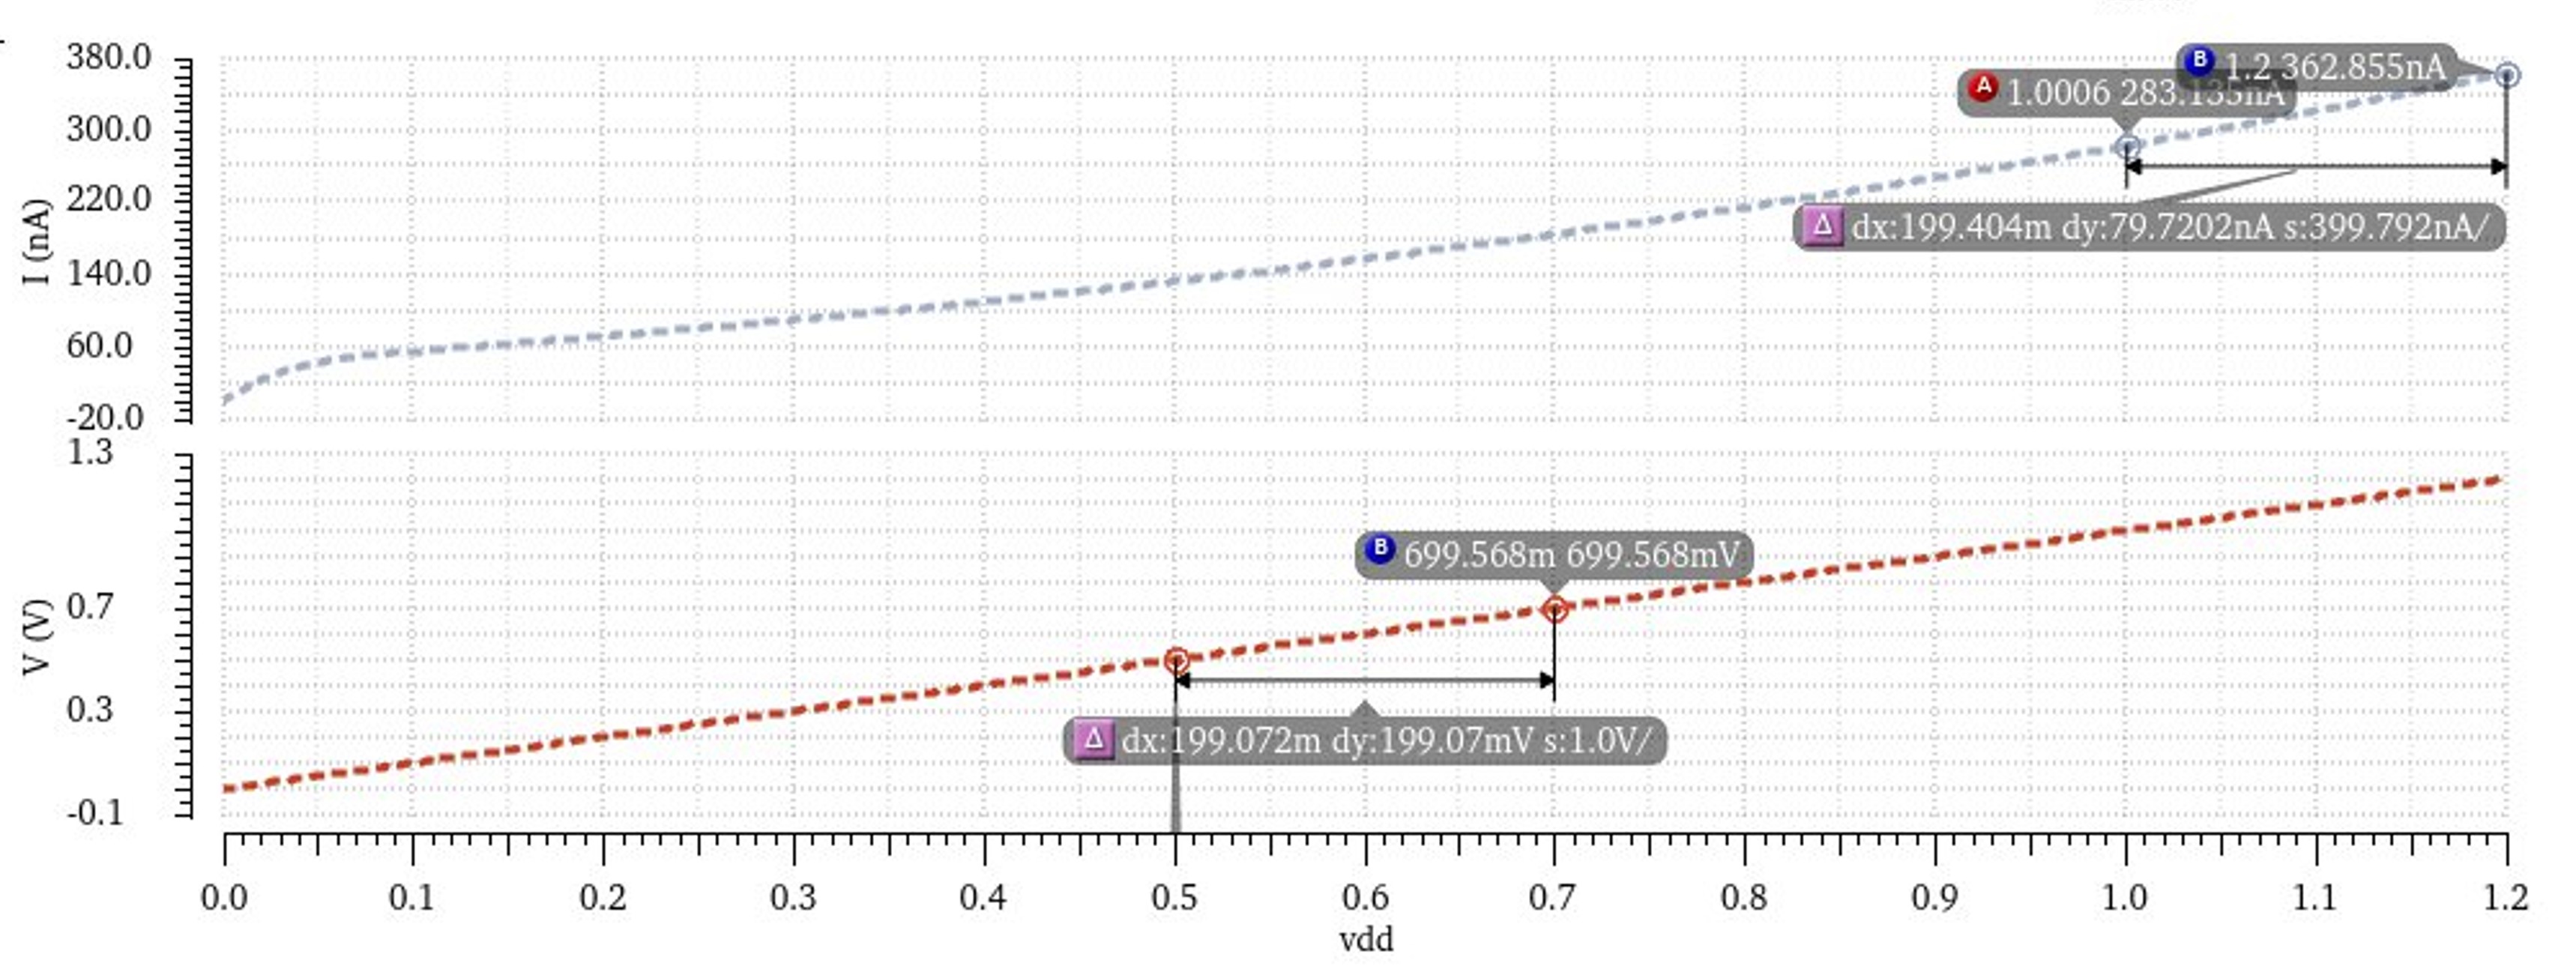 380.0
300.0
220.0
140.0
60.0
-20.0
I (nA)
B 1.2 362.855nA
A 1.0006 283.135nA
Δ dx:199.404m dy:79.7202nA s:399.792nA/
1.3
0.7
0.3
-0.1
V (V)
B 699.568m 699.568mV
Δ dx:199.072m dy:199.07mV s:1.0V/
0.0 0.1 0.2 0.3 0.4 0.5 0.6 0.7 0.8 0.9 1.0 1.1 1.2
vdd